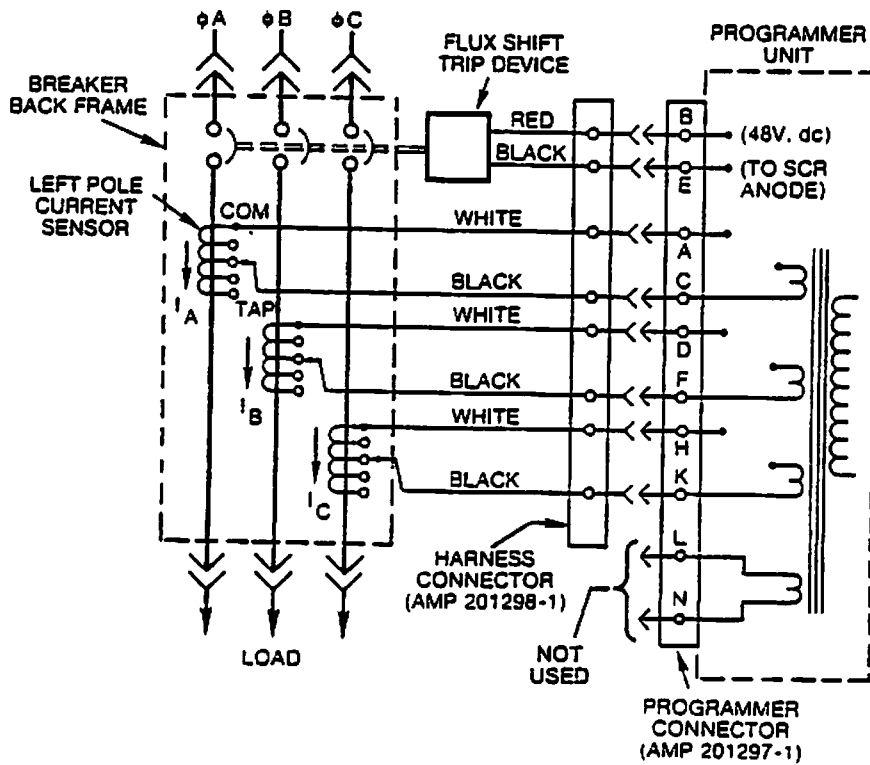 ϕA ϕB ϕC
FLUX SHIFT
TRIP DEVICE
PROGRAMMER
UNIT
BREAKER
BACK FRAME
RED
B
(48V. dc)
BLACK
E
(TO SCR
ANODE)
LEFT POLE
CURRENT
SENSOR
COM
WHITE
A
BLACK
C
I A
TAP
WHITE
D
BLACK
F
I B
WHITE
H
BLACK
K
I C
HARNESS
CONNECTOR
(AMP 201298-1)
L
N
NOT
USED
LOAD
PROGRAMMER
CONNECTOR
(AMP 201297-1)